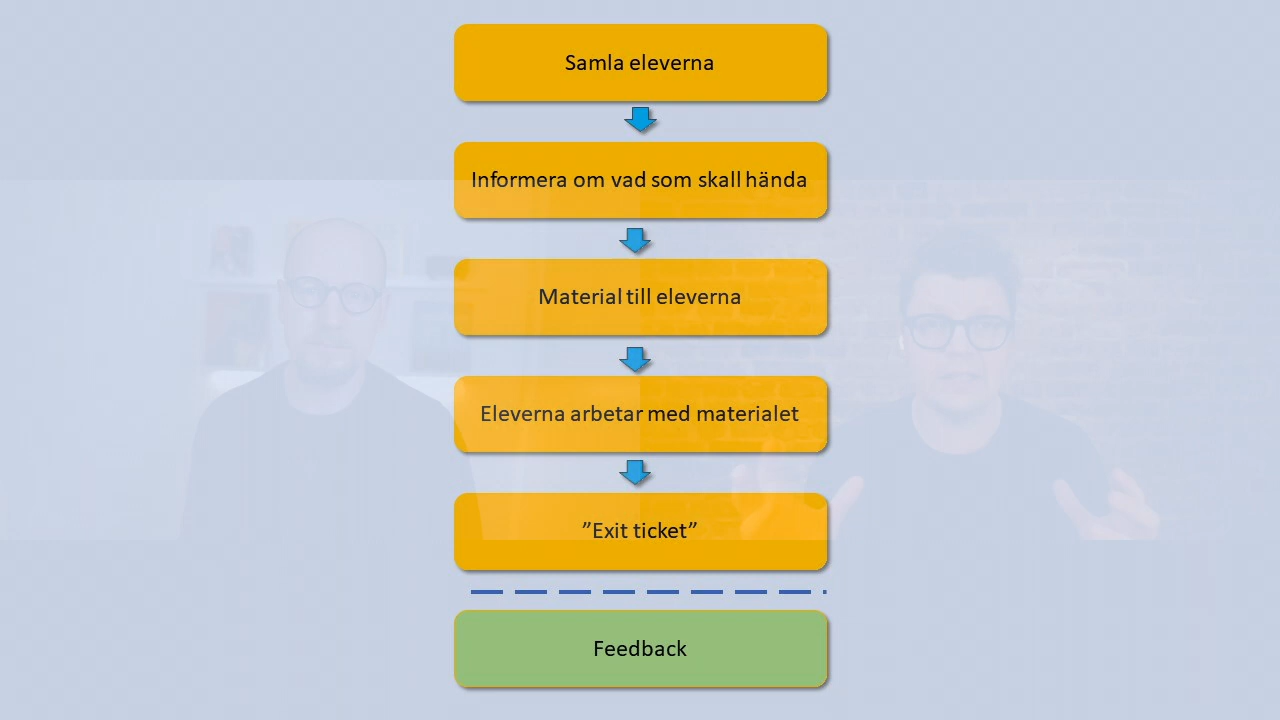 Samla eleverna
Informera om vad som skall hända
Material till eleverna
Eleverna arbetar med materialet
”Exit ticket”
Feedback